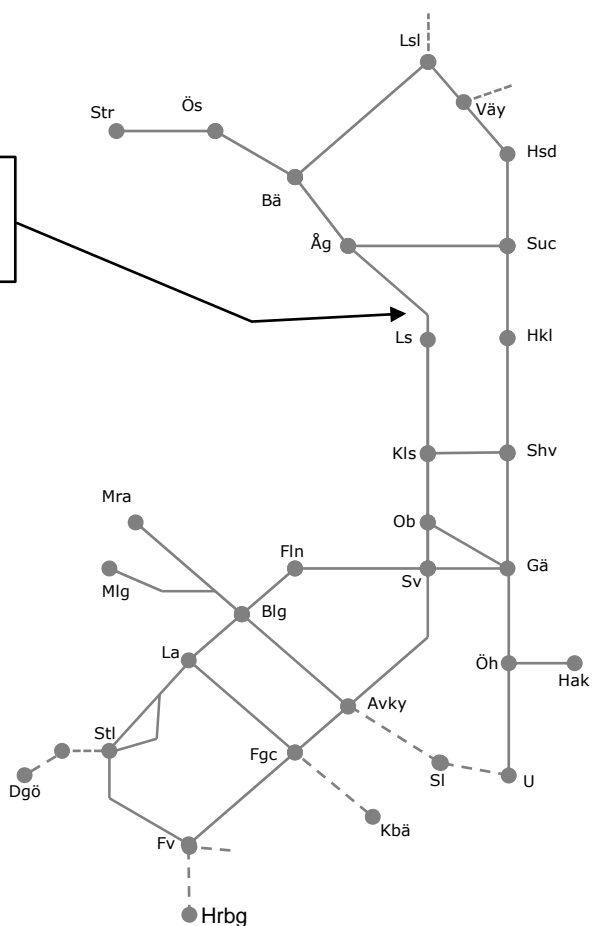 Lsl
Väy
Str
Ös
Hsd
Bä
Åg
Suc
Ls
Hkl
Kls
Shv
Mra
Ob
Fln
Mlg
Sv
Gä
Blg
La
Öh
Hak
Avky
Stl
Fgc
Sl
U
Dgö
Kbä
Fv
Hrbg